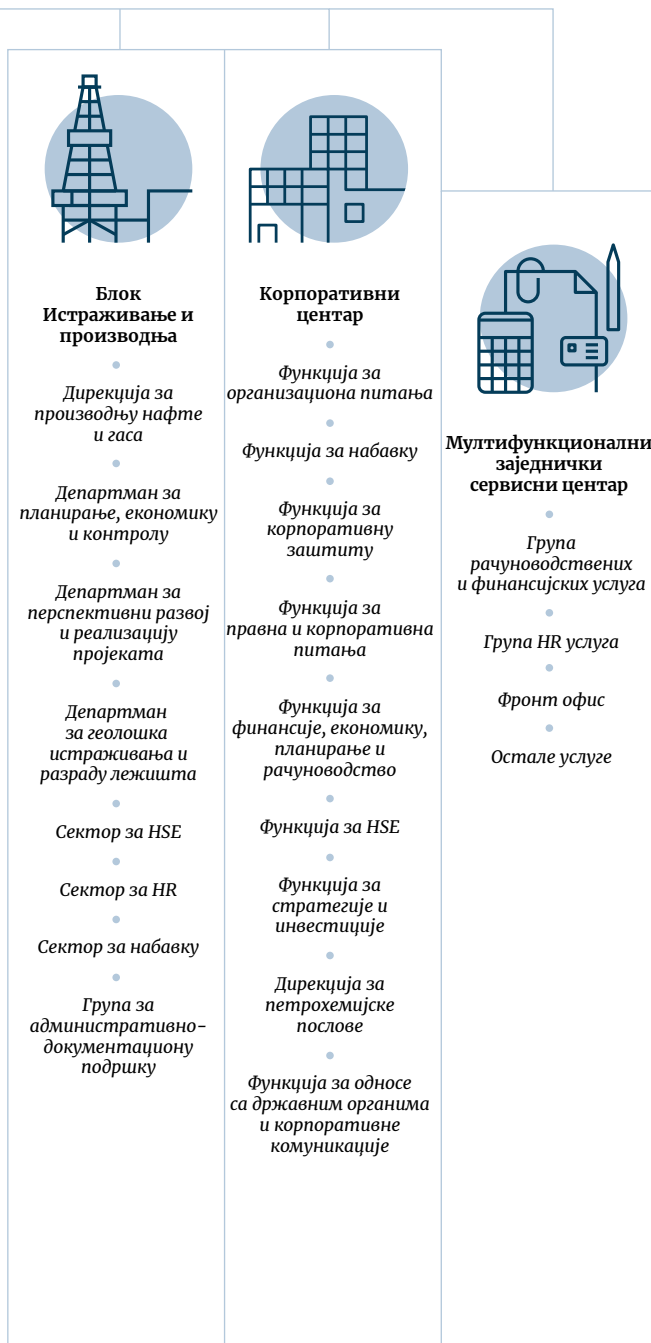 Блок
Истраживање и
производња
Дирекција за
производњу нафте
и гаса
Департман за
планирање, економику
и контролу
Департман за
перспективни развој
и реализацију
пројеката
Департман
за геолошка
истраживања и
разраду лежишта
Сектор за HSE
Сектор за HR
Сектор за набавку
Група за
административно-
документациону
подршку
Корпоративни
центар
Функција за
организациона питања
Функција за набавку
Функција за
корпоративну
заштиту
Функција за
правна и корпоративна
питања
Функција за
финансије, економику,
планирање и
рачуноводство
Функција за HSE
Функција за
стратегије и
инвестиције
Дирекција за
петрохемијске
послове
Функција за односе
са државним органима
и корпоративне
комуникације
Мултифункционални
заједнички
сервисни центар
Група
рачуноводствених
и финансијских услуга
Група HR услуга
Фронт офис
Остале услуге